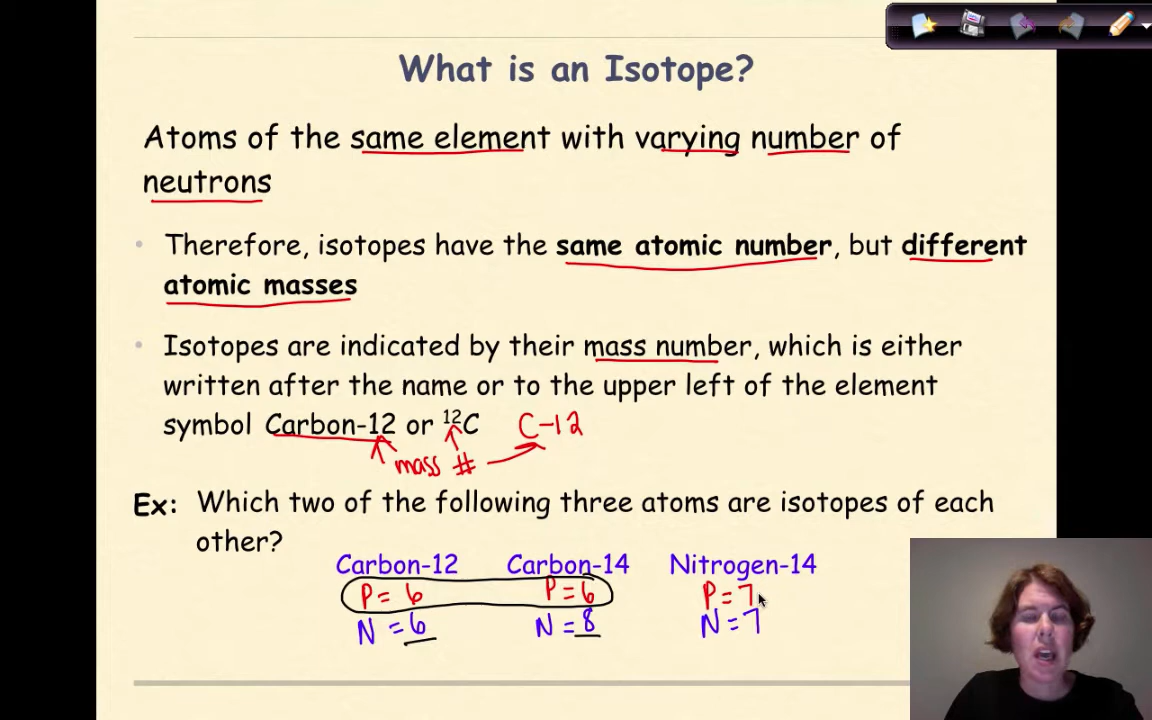 What is an Isotope?
Atoms of the same element with varying number of
neutrons
• Therefore, isotopes have the same atomic number, but different
atomic masses
• Isotopes are indicated by their mass number, which is either
written after the name or to the upper left of the element
symbol Carbon-12 or ¹²C C-12
mass #
Ex: Which two of the following three atoms are isotopes of each
other?
Carbon-12 Carbon-14 Nitrogen-14
P = 6 P = 6 P = 7
N = 6 N = 8 N = 7